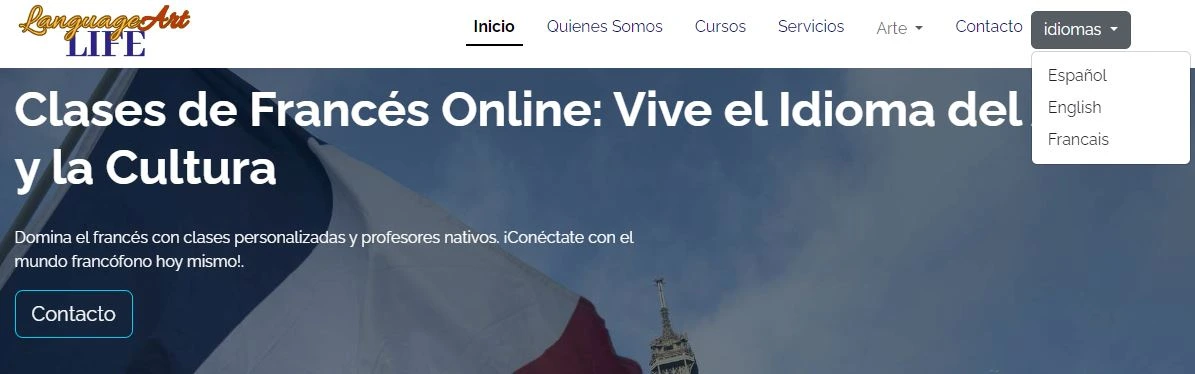 LanguageArt
LIFE
Inicio Quienes Somos Cursos Servicios Arte Contacto idiomas
Español
English
Francais
Clases de Francés Online: Vive el Idioma del
y la Cultura
Domina el francés con clases personalizadas y profesores nativos. ¡Conéctate con el
mundo francófono hoy mismo!.
Contacto